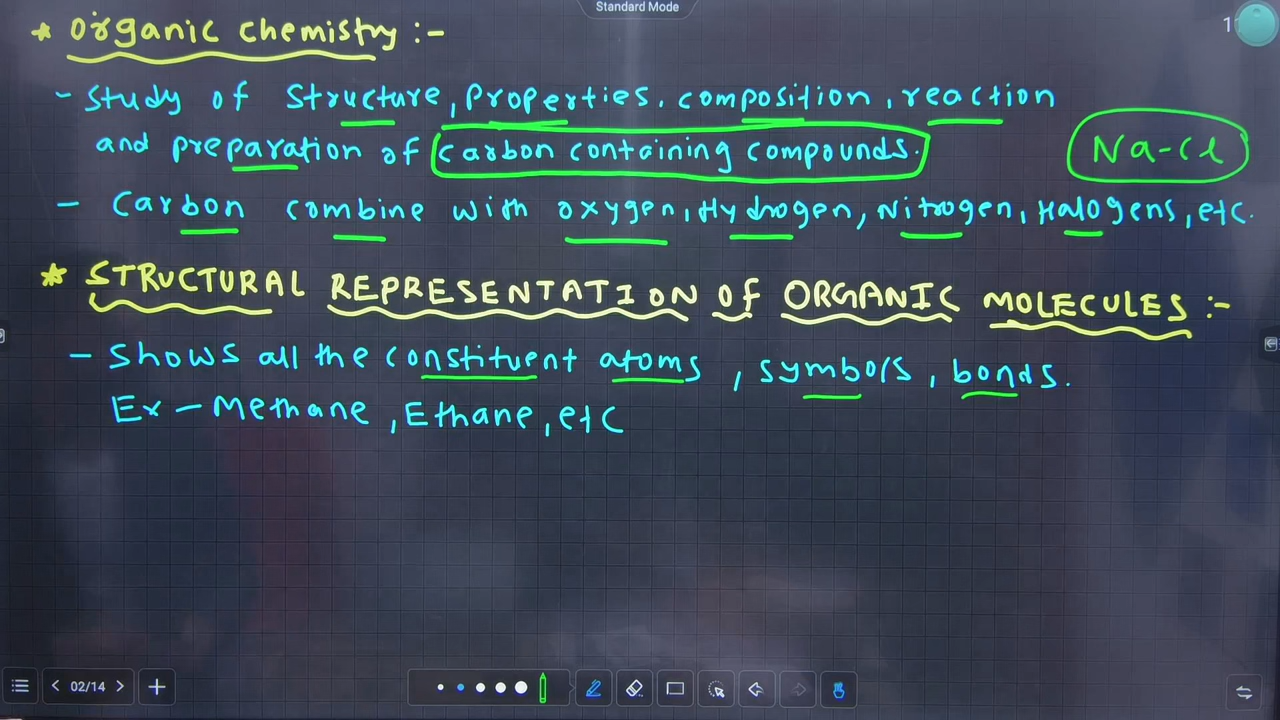 Standard Mode
* Organic Chemistry :-
- Study of Structure, Properties, composition, reaction
and preparation of carbon containing compounds.
Na-Cl
- Carbon combine with oxygen, Hydrogen, Nitrogen, Halogens, etc.
* STRUCTURAL REPRESENTATION OF ORGANIC MOLECULES :-
- Shows all the constituent atoms, symbols, bonds.
Ex - Methane, Ethane, etc
02/14